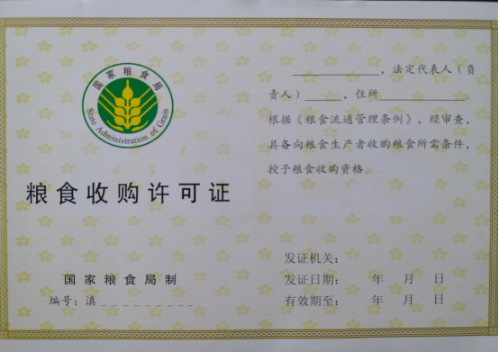 国家粮食局
State Administration of Grain
粮食收购许可证
国家粮食局制
编号：滇
，法定代表人（负
责人），住所
根据《粮食流通管理条例》，经审查，
具备向粮食生产者收购粮食所需条件，
授予粮食收购资格。
发证机关：
发证日期： 年 月 日
有效期至： 年 月 日